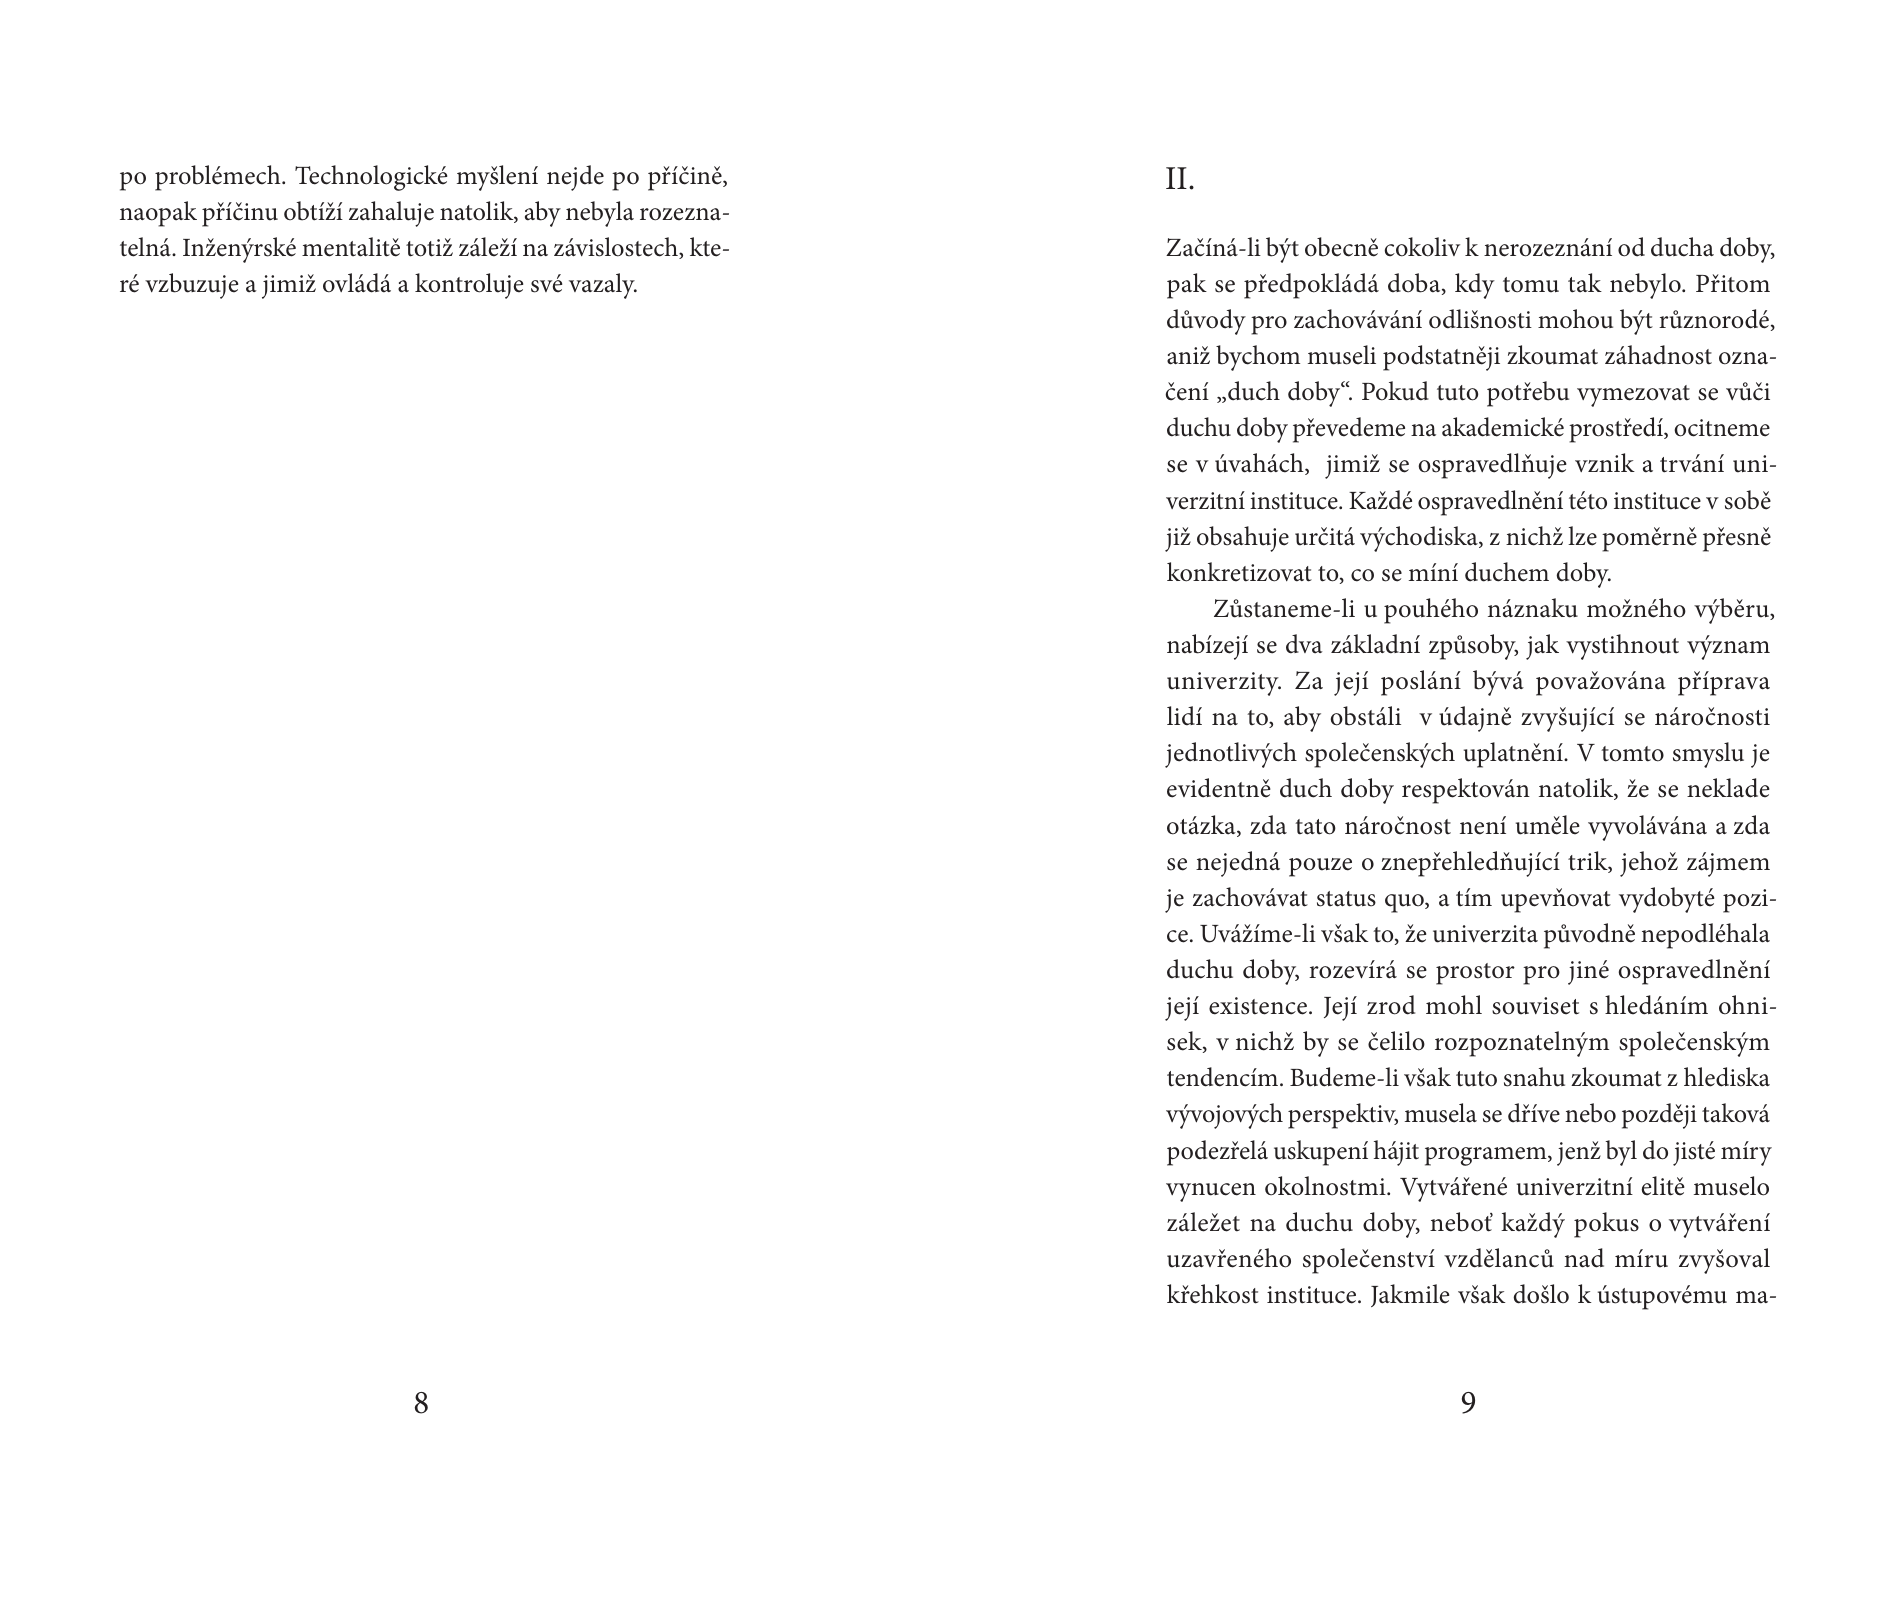 po problémech. Technologické myšlení nejde po příčině,
naopak příčinu obtíží zahaluje natolik, aby nebyla rozezna-
telná. Inženýrské mentalitě totiž záleží na závislostech, kte-
ré vzbuzuje a jimiž ovládá a kontroluje své vazaly.
8
II.
Začíná-li být obecně cokoliv k nerozeznání od ducha doby,
pak se předpokládá doba, kdy tomu tak nebylo. Přitom
důvody pro zachovávání odlišnosti mohou být různorodé,
aniž bychom museli podstatněji zkoumat záhadnost ozna-
čení „duch doby“. Pokud tuto potřebu vymezovat se vůči
duchu doby převedeme na akademické prostředí, ocitneme
se v úvahách,  jimiž se ospravedlňuje vznik a trvání uni-
verzitní instituce. Každé ospravedlnění této instituce v sobě
již obsahuje určitá východiska, z nichž lze poměrně přesně
konkretizovat to, co se míní duchem doby.
Zůstaneme-li u pouhého náznaku možného výběru,
nabízejí se dva základní způsoby, jak vystihnout význam
univerzity. Za její poslání bývá považována příprava
lidí na to, aby obstáli  v údajně zvyšující se náročnosti
jednotlivých společenských uplatnění. V tomto smyslu je
evidentně duch doby respektován natolik, že se neklade
otázka, zda tato náročnost není uměle vyvolávána a zda
se nejedná pouze o znepřehledňující trik, jehož zájmem
je zachovávat status quo, a tím upevňovat vydobyté pozi-
ce. Uvážíme-li však to, že univerzita původně nepodléhala
duchu doby, rozevírá se prostor pro jiné ospravedlnění
její existence. Její zrod mohl souviset s hledáním ohni-
sek, v nichž by se čelilo rozpoznatelným společenským
tendencím. Budeme-li však tuto snahu zkoumat z hlediska
vývojových perspektiv, musela se dříve nebo později taková
podezřelá uskupení hájit programem, jenž byl do jisté míry
vynucen okolnostmi. Vytvářené univerzitní elitě muselo
záležet na duchu doby, neboť každý pokus o vytváření
uzavřeného společenství vzdělanců nad míru zvyšoval
křehkost instituce. Jakmile však došlo k ústupovému ma-
9